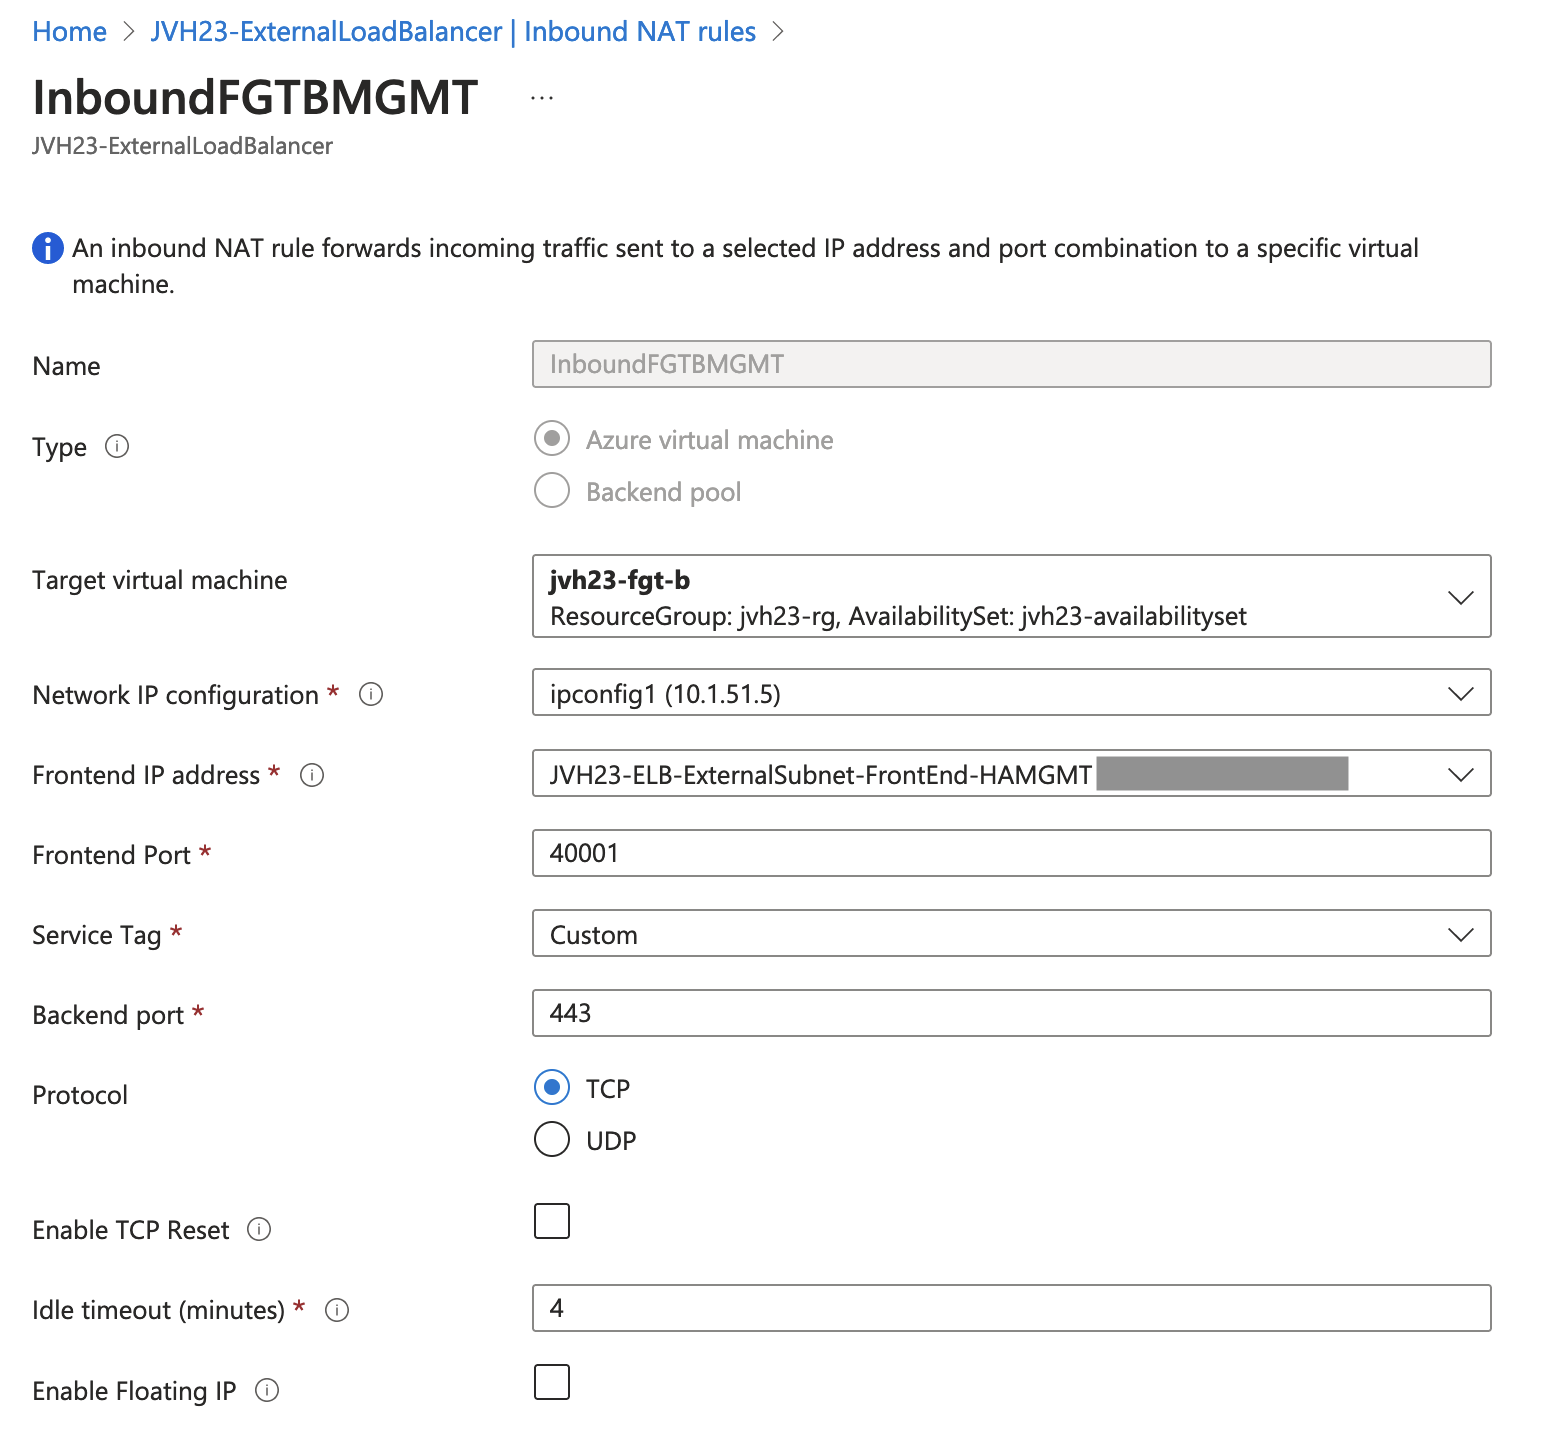 Home > JVH23-ExternalLoadBalancer | Inbound NAT rules >
InboundFGTBMGMT ...
JVH23-ExternalLoadBalancer
An inbound NAT rule forwards incoming traffic sent to a selected IP address and port combination to a specific virtual
machine.
Name InboundFGTBMGMT
Type Azure virtual machine
Backend pool
Target virtual machine jvh23-fgt-b
ResourceGroup: jvh23-rg, AvailabilitySet: jvh23-availabilityset
Network IP configuration * ipconfig1 (10.1.51.5)
Frontend IP address * JVH23-ELB-ExternalSubnet-FrontEnd-HAMGMT
Frontend Port * 40001
Service Tag * Custom
Backend port * 443
Protocol TCP
UDP
Enable TCP Reset
Idle timeout (minutes) * 4
Enable Floating IP